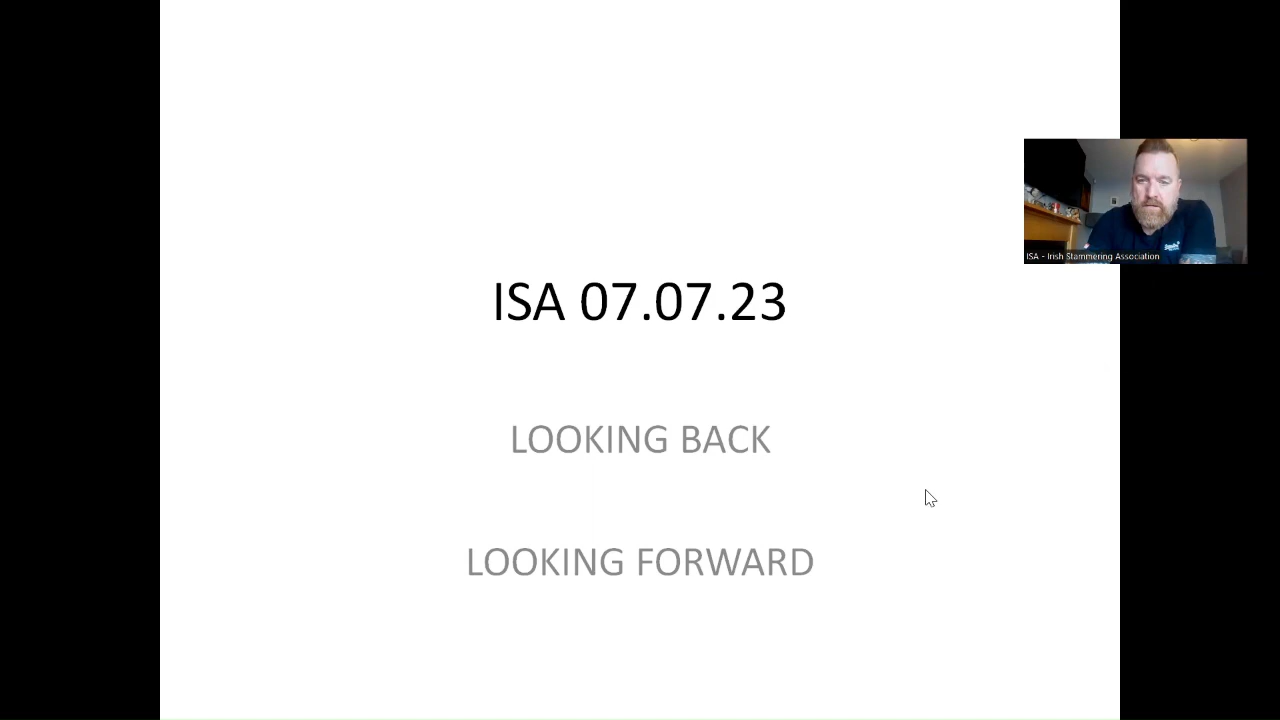 ISA 07.07.23
LOOKING BACK
LOOKING FORWARD
ISA - Irish Stammering Association